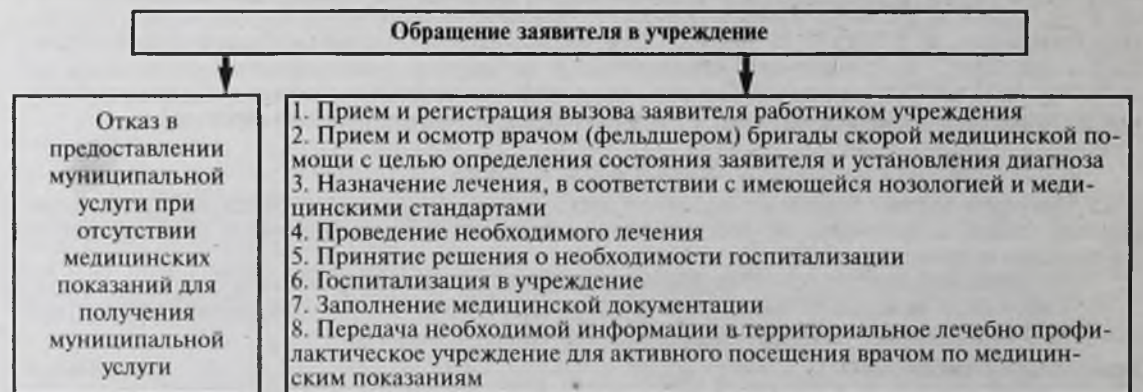 Обращение заявителя в учреждение
Отказ в
предоставлении
муниципальной
услуги при
отсутствии
медицинских
показаний для
получения
муниципальной
услуги
1. Прием и регистрация вызова заявителя работником учреждения
2. Прием и осмотр врачом (фельдшером) бригады скорой медицинской по-
мощи с целью определения состояния заявителя и установления диагноза
3. Назначение лечения, в соответствии с имеющейся нозологией и меди-
цинскими стандартами
4. Проведение необходимого лечения
5. Принятие решения о необходимости госпитализации
6. Госпитализация в учреждение
7. Заполнение медицинской документации
8. Передача необходимой информации в территориальное лечебно профи-
лактическое учреждение для активного посещения врачом по медицин-
ским показаниям